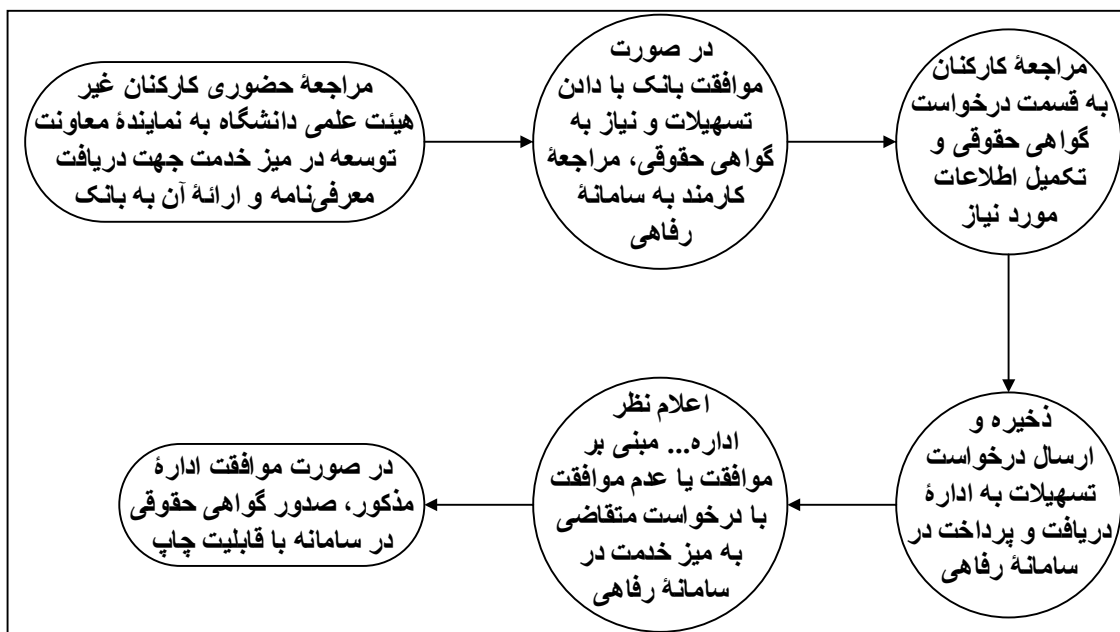 مراجعهٔ حضوری کارکنان غیر
هیئت علمی دانشگاه به نمایندهٔ معاونت
توسعه در میز خدمت جهت دریافت
معرفی‌نامه و ارائهٔ آن به بانک
در صورت
موافقت بانک با دادن
تسهیلات و نیاز به
گواهی حقوقی، مراجعهٔ
کارمند به سامانهٔ
رفاهی
مراجعهٔ کارکنان
به قسمت درخواست
گواهی حقوقی و
تکمیل اطلاعات
مورد نیاز
ذخیره و
ارسال درخواست
تسهیلات به ادارهٔ
دریافت و پرداخت در
سامانهٔ رفاهی
اعلام نظر
اداره... مبنی بر
موافقت یا عدم موافقت
با درخواست متقاضی
به میز خدمت در
سامانهٔ رفاهی
در صورت موافقت ادارهٔ
مذکور، صدور گواهی حقوقی
در سامانه با قابلیت چاپ